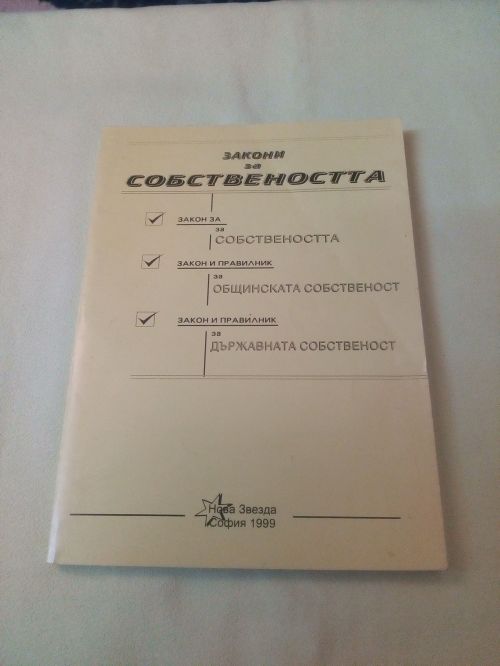 ЗАКОНИ
за
СОБСТВЕНОСТТА
ЗАКОН ЗА
за
СОБСТВЕНОСТТА
ЗАКОН И ПРАВИЛНИК
за
ОБЩИНСКАТА СОБСТВЕНОСТ
ЗАКОН И ПРАВИЛНИК
за
ДЪРЖАВНАТА СОБСТВЕНОСТ
Нова Звезда
София 1999